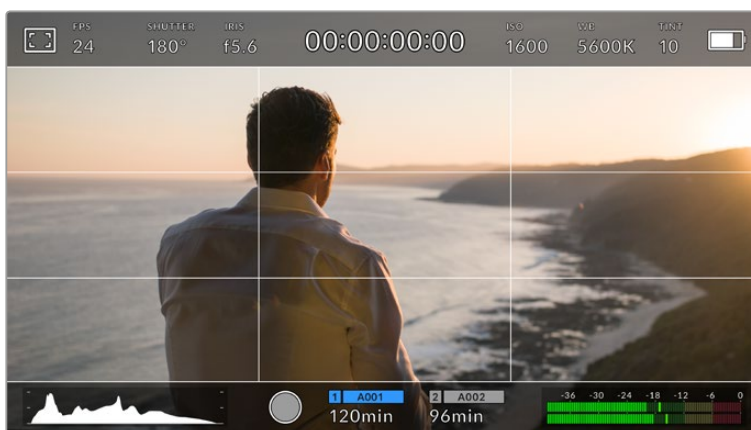 FPS SHUTTER IRIS ISO WB TINT
24 180° f5.6 00:00:00:00 1600 5600K 10
1 A001 2 A002
120min 96min
-36 -30 -24 -18 -12 -6 0